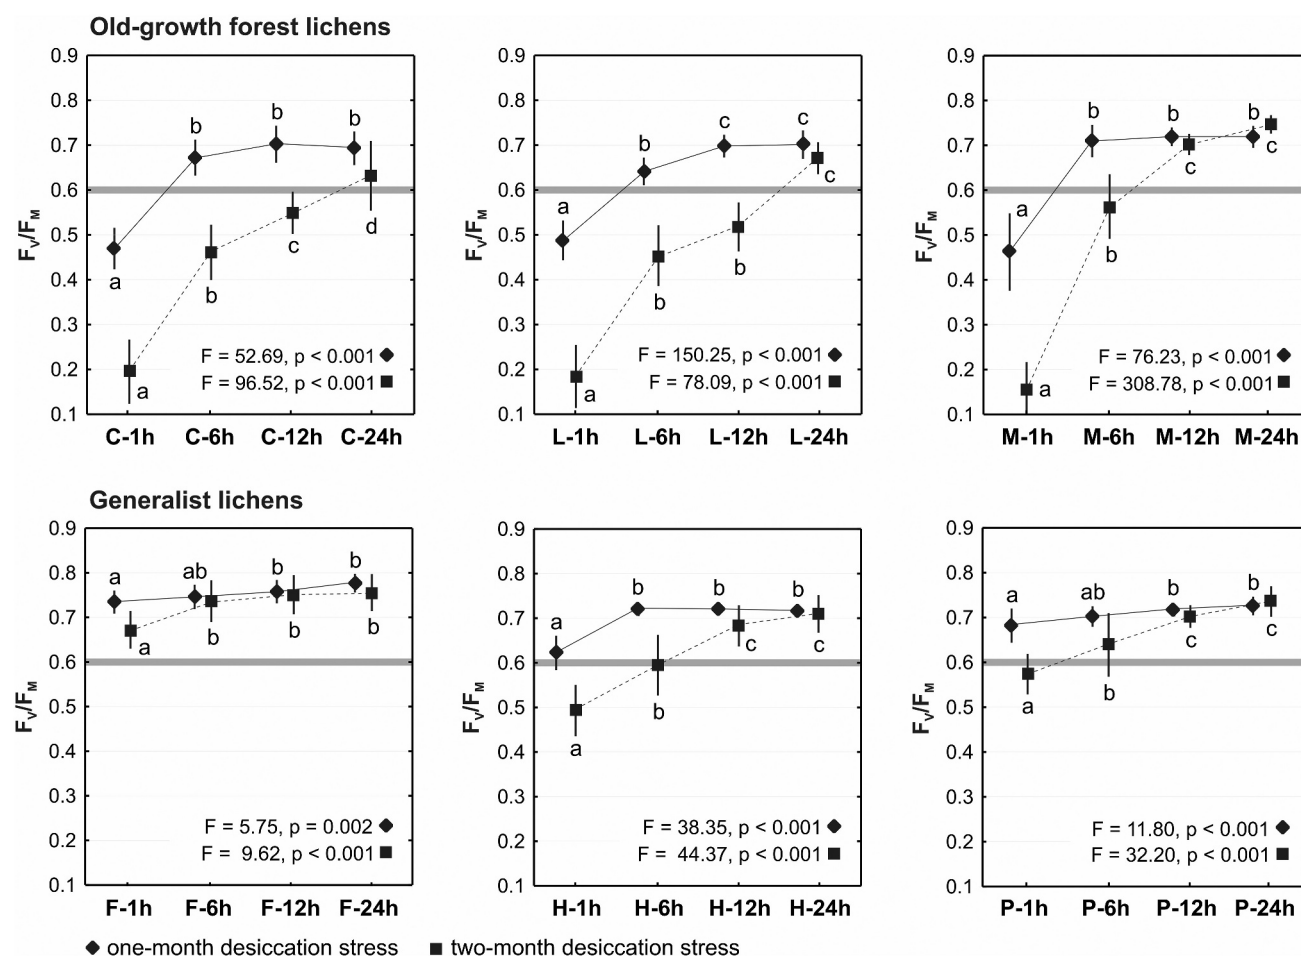 Old-growth forest lichens
0.9
0.8
0.7
0.6
0.5
0.4
0.3
0.2
0.1
Fv/FM
b
b
b
a
d
c
b
a
F = 52.69, p < 0.001
F = 96.52, p < 0.001
C-1h C-6h C-12h C-24h
0.9
0.8
0.7
0.6
0.5
0.4
0.3
0.2
0.1
Fv/FM
c
c
b
a
c
b
b
a
F = 150.25, p < 0.001
F = 78.09, p < 0.001
L-1h L-6h L-12h L-24h
0.9
0.8
0.7
0.6
0.5
0.4
0.3
0.2
0.1
Fv/FM
b
b
b
a
c
c
b
a
F = 76.23, p < 0.001
F = 308.78, p < 0.001
M-1h M-6h M-12h M-24h
Generalist lichens
0.9
0.8
0.7
0.6
0.5
0.4
0.3
0.2
0.1
Fv/FM
a
ab
b
b
a
b
b
b
F = 5.75, p = 0.002
F = 9.62, p < 0.001
F-1h F-6h F-12h F-24h
0.9
0.8
0.7
0.6
0.5
0.4
0.3
0.2
0.1
Fv/FM
a
b
b
b
a
b
c
c
F = 38.35, p < 0.001
F = 44.37, p < 0.001
H-1h H-6h H-12h H-24h
0.9
0.8
0.7
0.6
0.5
0.4
0.3
0.2
0.1
Fv/FM
a
ab
b
b
a
b
c
c
F = 11.80, p < 0.001
F = 32.20, p < 0.001
P-1h P-6h P-12h P-24h
one-month desiccation stress two-month desiccation stress